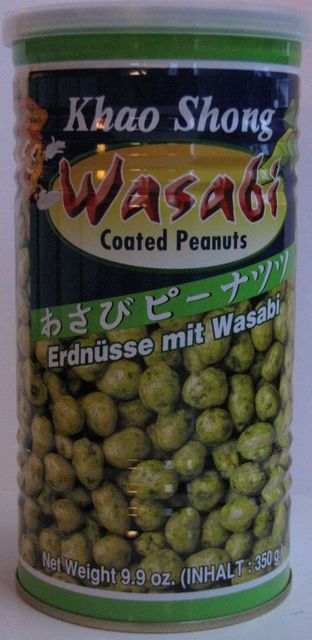 Khao Shong®
Wasabi
Coated Peanuts
わさびピーナツツ
Erdnüsse mit Wasabi
Net Weight 9.9 oz. (INHALT : 350 g